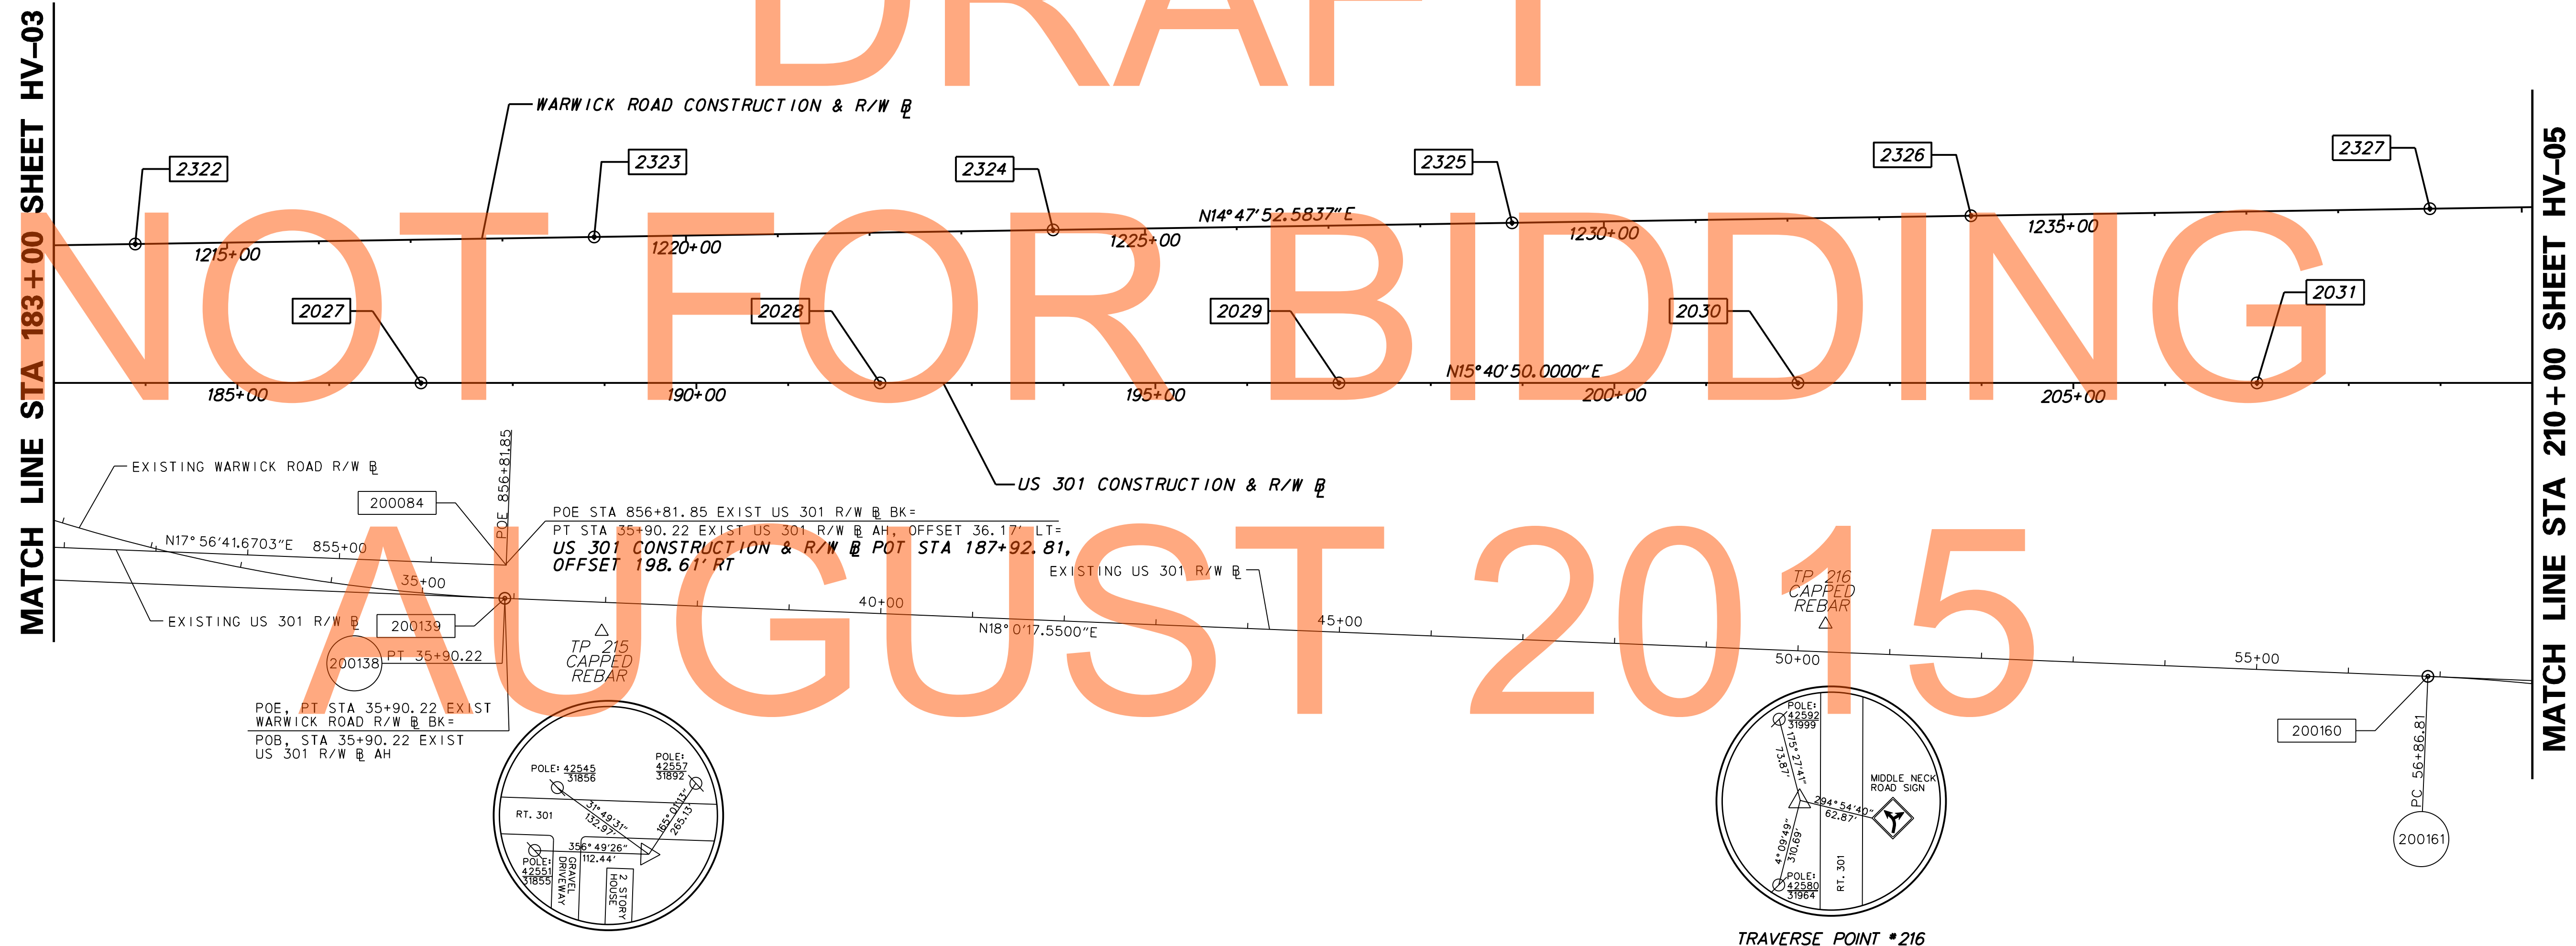 DRAFT
NOT FOR BIDDING
AUGUST 2015
MATCH LINE STA 183+00 SHEET HV-03
MATCH LINE STA 210+00 SHEET HV-05
WARWICK ROAD CONSTRUCTION & R/W ⅊
2322
2323
2324
2325
2326
2327
N14°47'52.5837"E
1215+00
1220+00
1225+00
1230+00
1235+00
2027
2028
2029
2030
2031
N15°40'50.0000"E
185+00
190+00
195+00
200+00
205+00
US 301 CONSTRUCTION & R/W ⅊
EXISTING WARWICK ROAD R/W ⅊
200084
POE 856+81.85
POE STA 856+81.85 EXIST US 301 R/W ⅊ BK=
PT STA 35+90.22 EXIST US 301 R/W ⅊ AH, OFFSET 36.17' LT=
US 301 CONSTRUCTION & R/W ⅊ POT STA 187+92.81,
OFFSET 198.61' RT
N17°56'41.6703"E
855+00
35+00
EXISTING US 301 R/W ⅊
40+00
45+00
50+00
55+00
N18°0'17.5500"E
EXISTING US 301 R/W ⅊
200139
200138
PT 35+90.22
POE, PT STA 35+90.22 EXIST
WARWICK ROAD R/W ⅊ BK=
POB, STA 35+90.22 EXIST
US 301 R/W ⅊ AH
TP 215
CAPPED
REBAR
TP 216
CAPPED
REBAR
200160
PC 56+86.81
200161
POLE: 42545
31856
POLE:
42557
31892
RT. 301
31°49'31"
132.97'
165°01'13"
265.13'
356°49'26"
112.44'
POLE:
42551
31855
GRAVEL
DRIVEWAY
2 STORY
HOUSE
POLE:
42592
31999
175°27'41"
73.87'
MIDDLE NECK
ROAD SIGN
294°54'40"
62.87'
4°09'49"
310.69'
RT. 301
POLE:
42580
31964
TRAVERSE POINT #216